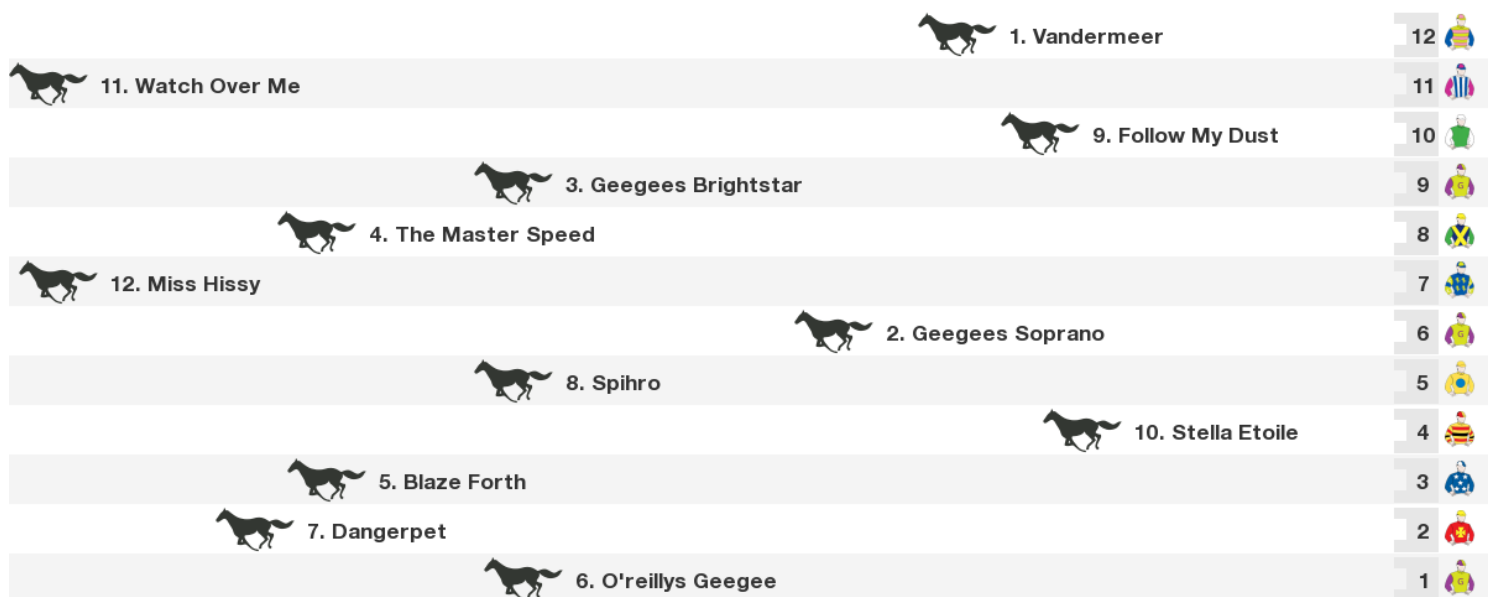 1. Vandermeer 12
11. Watch Over Me 11
9. Follow My Dust 10
3. Geegees Brightstar 9 G
4. The Master Speed 8
12. Miss Hissy 7
2. Geegees Soprano 6 G
8. Spihro 5
10. Stella Etoile 4
5. Blaze Forth 3
7. Dangerpet 2
6. O'reillys Geegee 1 G